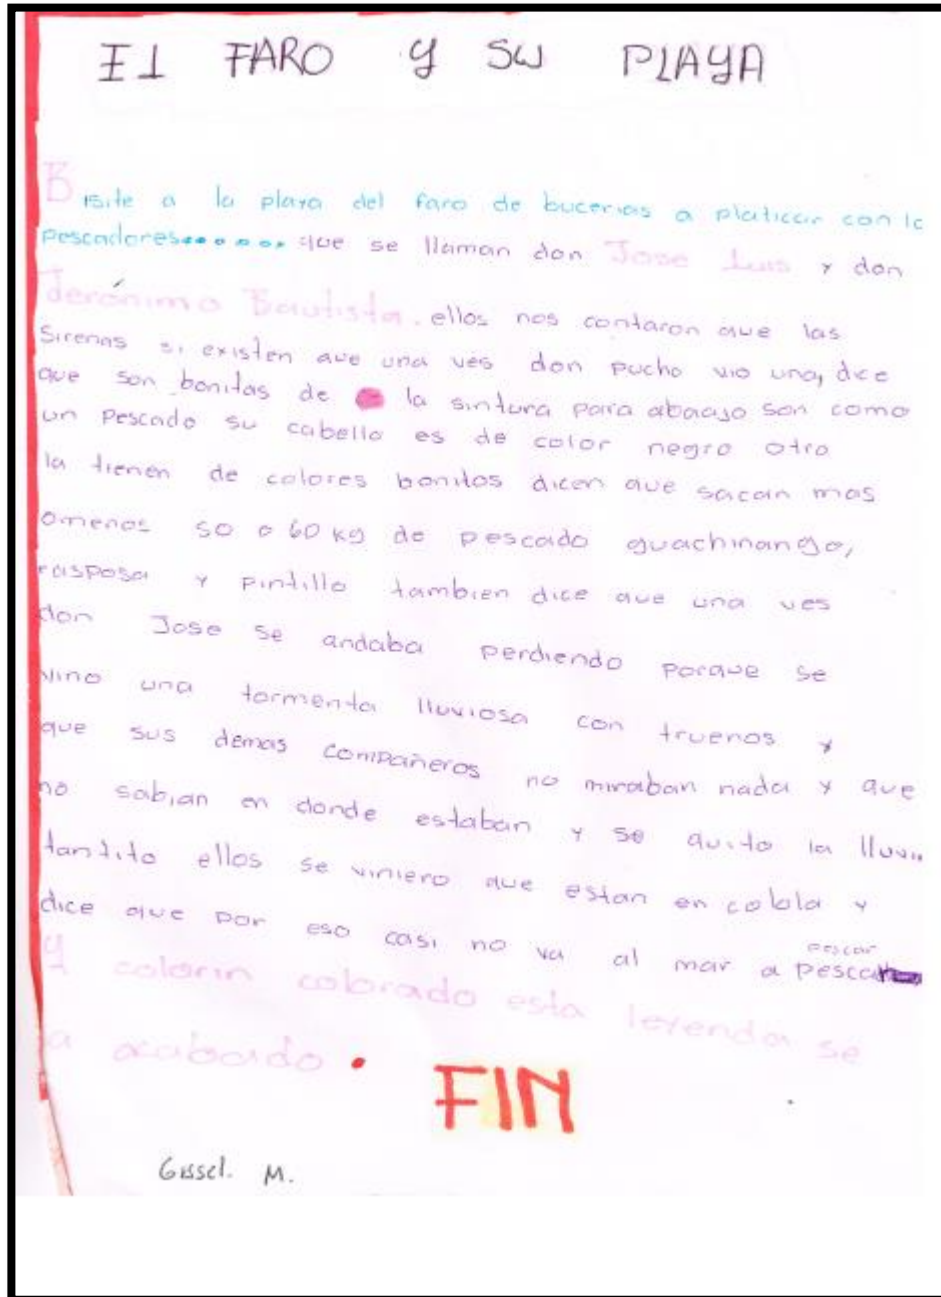 El FARO y SU PlAyA
Bisite a la playa del faro de bucerias a platicar con lo
pescadores...... que se llaman don Jose Luis y don
Jerónimo Bautista. ellos nos contaron que las
Sirenas si existen que una ves don pucho vio una, dice
que son bonitas de la sintura para abaajo son como
un pescado su cabello es de color negro otro
la tienen de colores bonitos dicen que sacan mas
omenos 50 o 60 kg de pescado guachinango,
rasposa y pintillo tambien dice que una ves
don Jose se andaba perdiendo porque se
vino una tormenta lluviosa con truenos y
que sus demas compañeros no miraban nada y que
no sabian en donde estaban y se quito la lluvia
tantito ellos se viniero que estan en colola y
dice que por eso casi no va al mar a pescar
pescar
y colorin colorado esta leyenda se
a acabado.
FIN
Gissel. M.